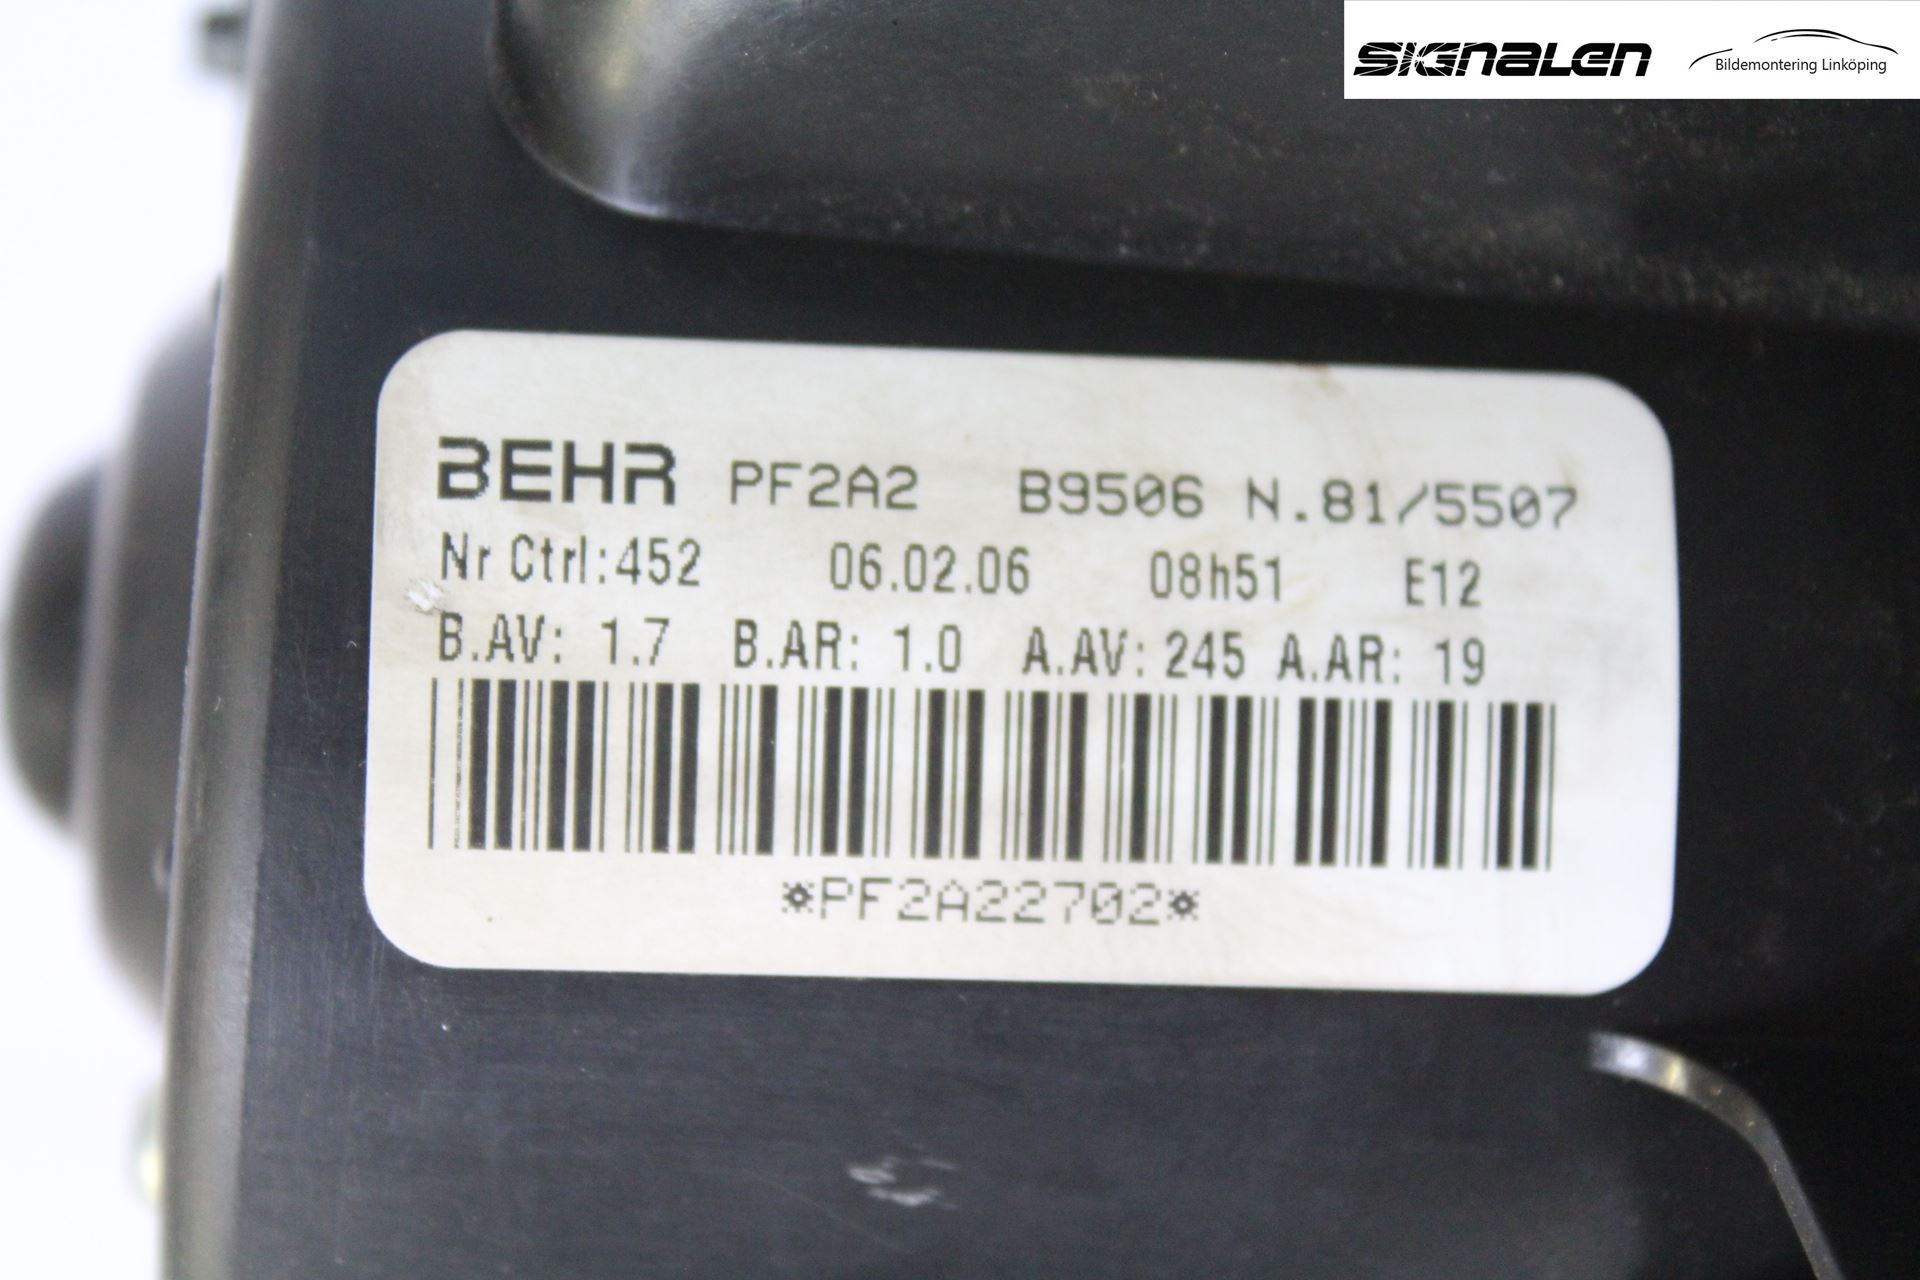 SIGNALEN Bildemontering Linköping
BEHR PF2A2 B9506 N.81/5507
Nr Ctrl:452 06.02.06 08h51 E12
B.AV: 1.7 B.AR: 1.0 A.AV: 245 A.AR: 19
*PF2A22702*